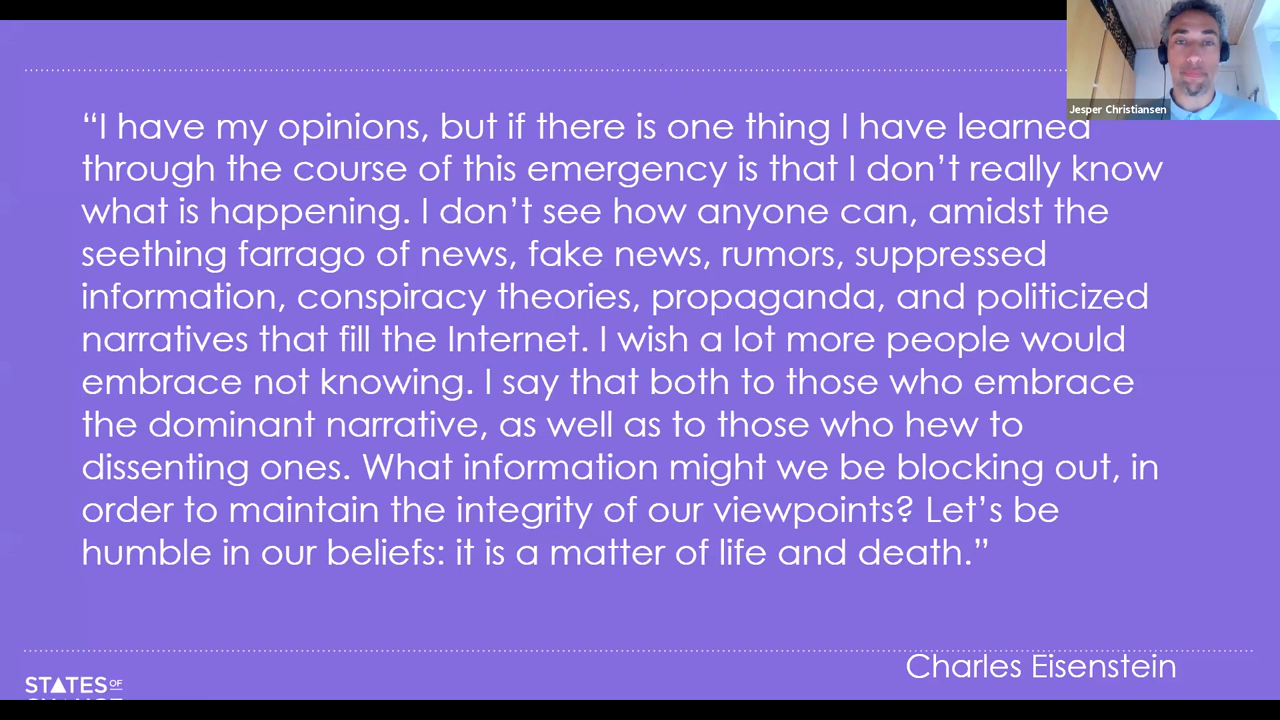 Jesper Christiansen
“I have my opinions, but if there is one thing I have learned
through the course of this emergency is that I don’t really know
what is happening. I don’t see how anyone can, amidst the
seething farrago of news, fake news, rumors, suppressed
information, conspiracy theories, propaganda, and politicized
narratives that fill the Internet. I wish a lot more people would
embrace not knowing. I say that both to those who embrace
the dominant narrative, as well as to those who hew to
dissenting ones. What information might we be blocking out, in
order to maintain the integrity of our viewpoints? Let’s be
humble in our beliefs: it is a matter of life and death.”
Charles Eisenstein
STATES OF